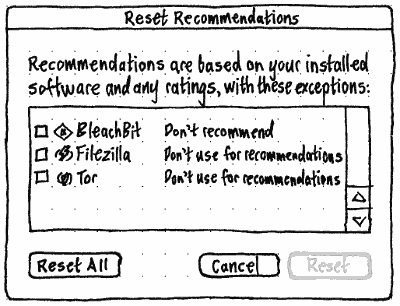 Reset Recommendations
Recommendations are based on your installed
software and any ratings, with these exceptions:
BleachBit Don't recommend
Filezilla Don't use for recommendations
Tor Don't use for recommendations
Reset All Cancel Reset